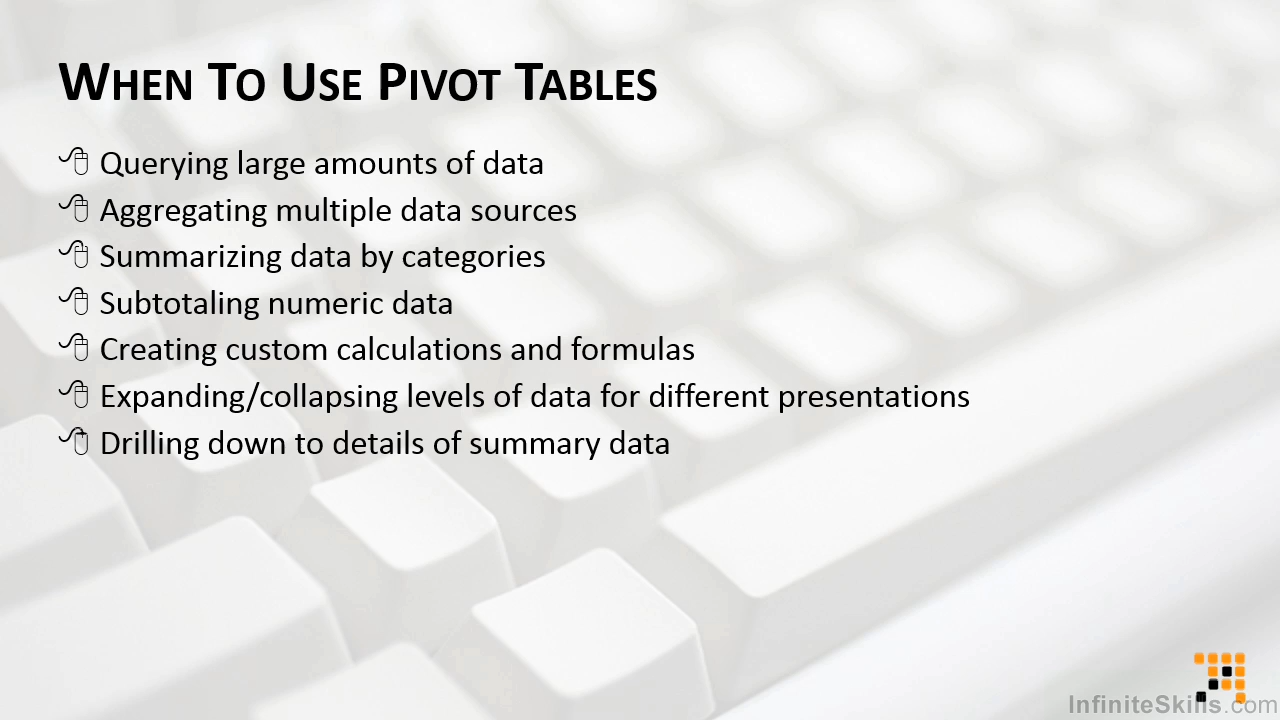 When To Use Pivot Tables
Querying large amounts of data
Aggregating multiple data sources
Summarizing data by categories
Subtotaling numeric data
Creating custom calculations and formulas
Expanding/collapsing levels of data for different presentations
Drilling down to details of summary data
InfiniteSkills.com